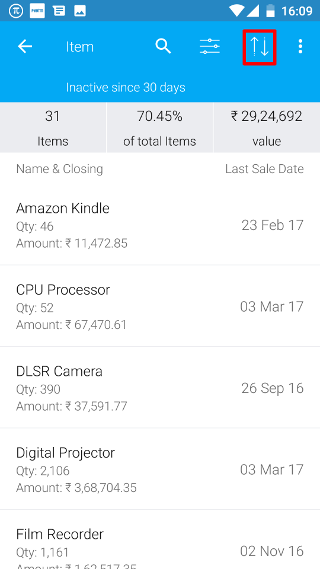 16:09
Item
Inactive since 30 days
31 70.45% ₹ 29,24,692
Items of total Items value
Name & Closing Last Sale Date
Amazon Kindle
Qty: 46 23 Feb 17
Amount: ₹ 11,472.85
CPU Processor
Qty: 52 03 Mar 17
Amount: ₹ 67,470.61
DLSR Camera
Qty: 390 26 Sep 16
Amount: ₹ 37,591.77
Digital Projector
Qty: 2,106 03 Mar 17
Amount: ₹ 3,68,704.35
Film Recorder
Qty: 1,161 02 Nov 16
Amount: ₹ 1,62,517.35